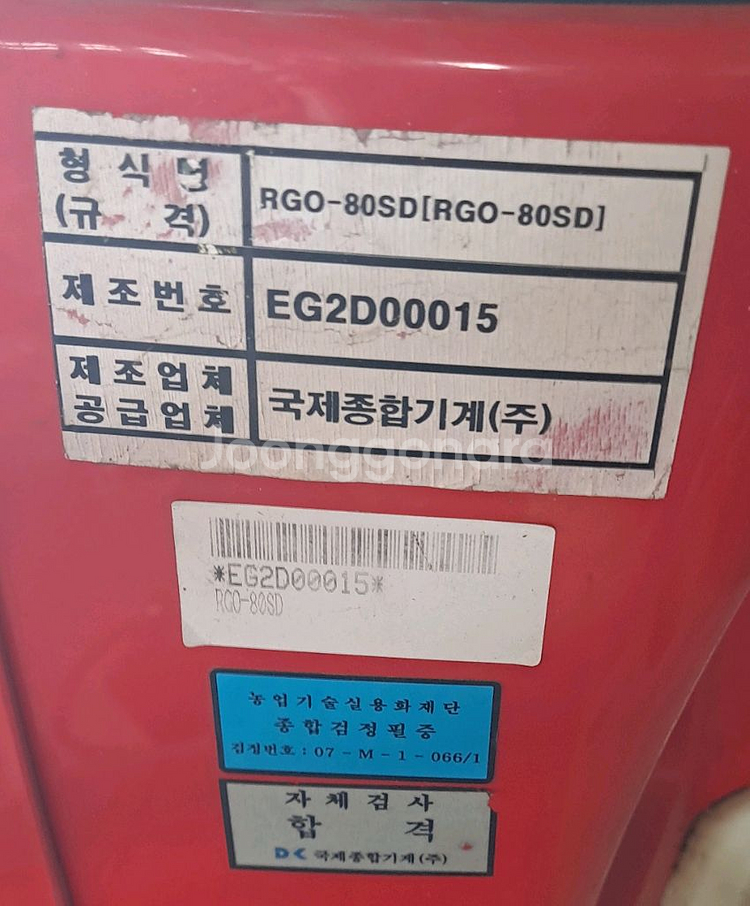 형식명
(규 격)
RGO-80SD[RGO-80SD]
제조번호
EG2D00015
제조업체
공급업체
국제종합기계(주)
Joonggonara
*EG2D00015*
RGO-80SD
농업기술실용화재단
종합검정필중
검정번호 : 07 - M - 1 - 066/1
자체검사
합 격
DK 국제종합기계(주)